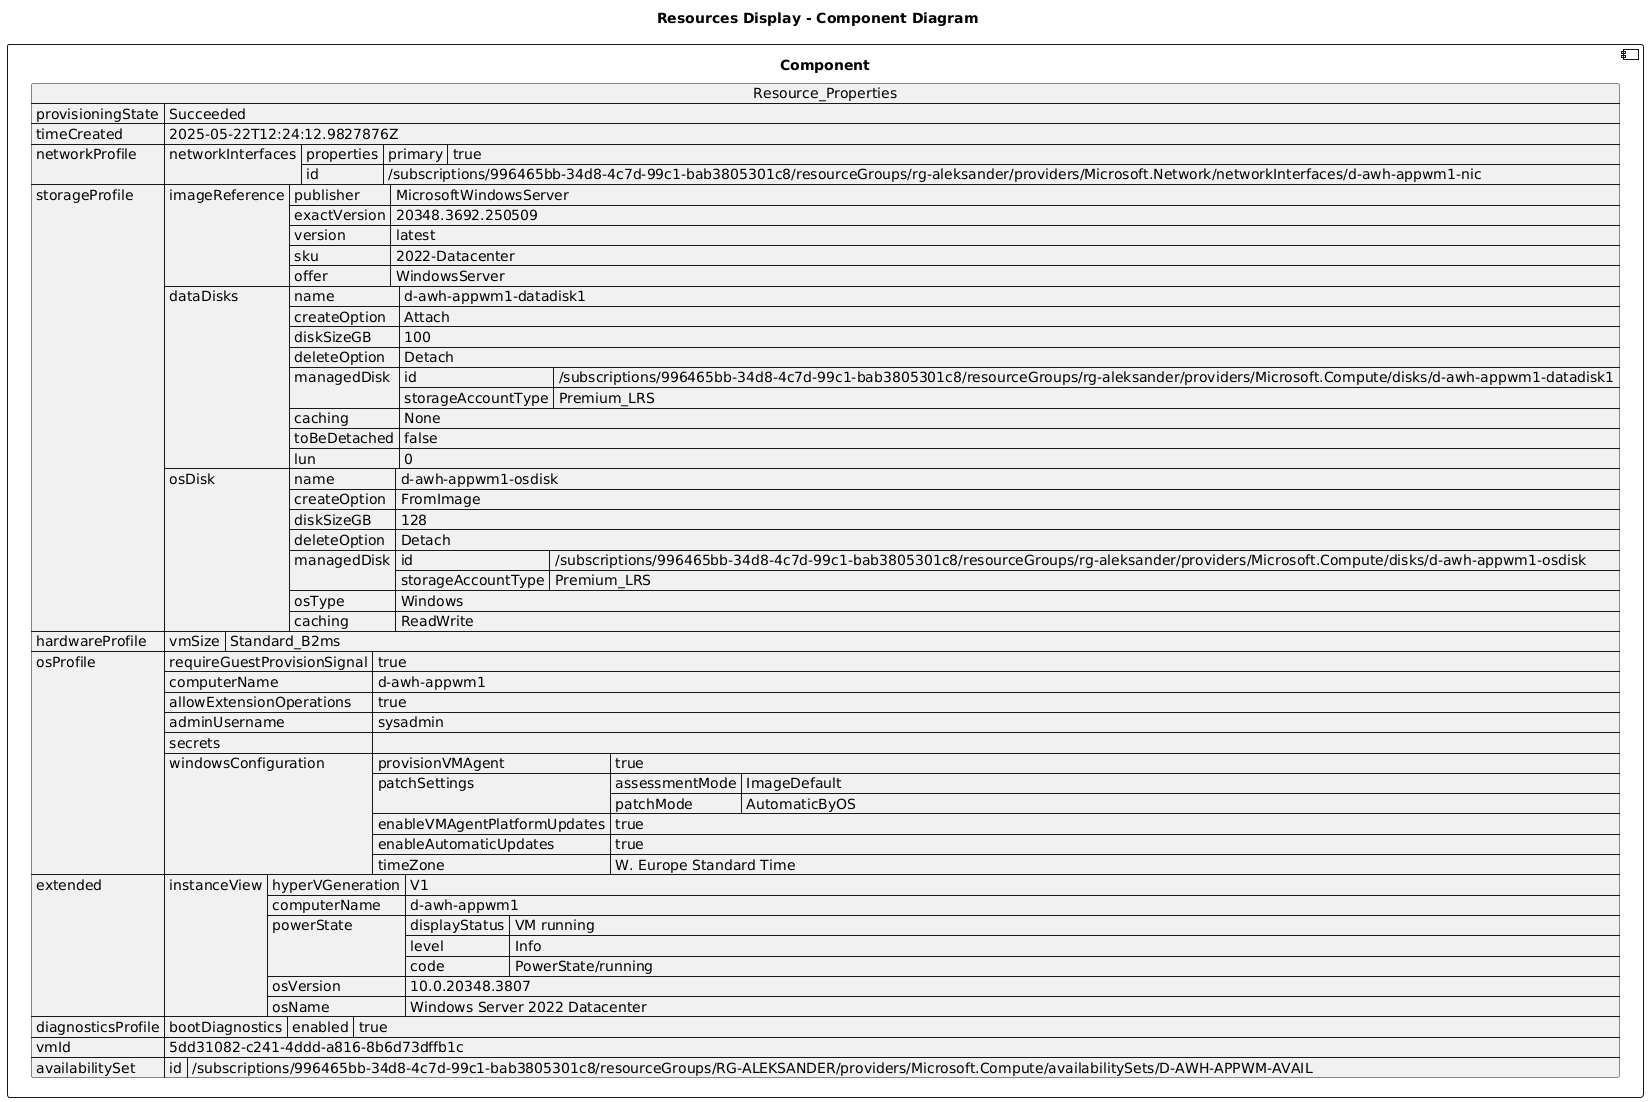 Resources Display - Component Diagram
Component
Resource_Properties
provisioningState Succeeded
timeCreated 2025-05-22T12:24:12.9827876Z
networkProfile networkInterfaces properties primary true
id /subscriptions/996465bb-34d8-4c7d-99c1-bab3805301c8/resourceGroups/rg-aleksander/providers/Microsoft.Network/networkInterfaces/d-awh-appwm1-nic
storageProfile imageReference publisher MicrosoftWindowsServer
exactVersion 20348.3692.250509
version latest
sku 2022-Datacenter
offer WindowsServer
dataDisks name d-awh-appwm1-datadisk1
createOption Attach
diskSizeGB 100
deleteOption Detach
managedDisk id /subscriptions/996465bb-34d8-4c7d-99c1-bab3805301c8/resourceGroups/rg-aleksander/providers/Microsoft.Compute/disks/d-awh-appwm1-datadisk1
storageAccountType Premium_LRS
caching None
toBeDetached false
lun 0
osDisk name d-awh-appwm1-osdisk
createOption FromImage
diskSizeGB 128
deleteOption Detach
managedDisk id /subscriptions/996465bb-34d8-4c7d-99c1-bab3805301c8/resourceGroups/rg-aleksander/providers/Microsoft.Compute/disks/d-awh-appwm1-osdisk
storageAccountType Premium_LRS
osType Windows
caching ReadWrite
hardwareProfile vmSize Standard_B2ms
osProfile requireGuestProvisionSignal true
computerName d-awh-appwm1
allowExtensionOperations true
adminUsername sysadmin
secrets
windowsConfiguration provisionVMAgent true
patchSettings assessmentMode ImageDefault
patchMode AutomaticByOS
enableVMAgentPlatformUpdates true
enableAutomaticUpdates true
timeZone W. Europe Standard Time
extended instanceView hyperVGeneration V1
computerName d-awh-appwm1
powerState displayStatus VM running
level Info
code PowerState/running
osVersion 10.0.20348.3807
osName Windows Server 2022 Datacenter
diagnosticsProfile bootDiagnostics enabled true
vmId 5dd31082-c241-4ddd-a816-8b6d73dffb1c
availabilitySet id /subscriptions/996465bb-34d8-4c7d-99c1-bab3805301c8/resourceGroups/RG-ALEKSANDER/providers/Microsoft.Compute/availabilitySets/D-AWH-APPWM-AVAIL